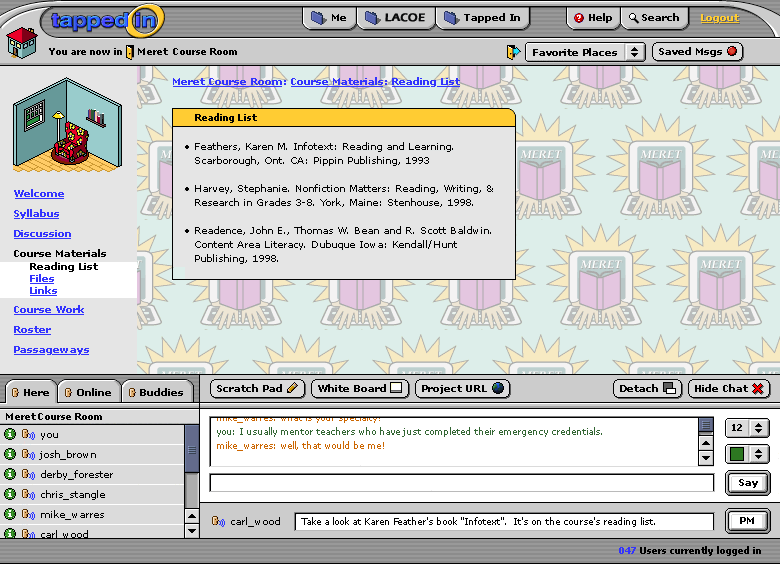 tapped in
Me
LACOE
Tapped In
Help
Search
Logout
You are now in Meret Course Room
Favorite Places
Saved Msgs
Meret Course Room: Course Materials: Reading List
Reading List
• Feathers, Karen M. Infotext: Reading and Learning.
Scarborough, Ont. CA: Pippin Publishing, 1993
• Harvey, Stephanie. Nonfiction Matters: Reading, Writing, &
Research in Grades 3-8. York, Maine: Stenhouse, 1998.
• Readence, John E., Thomas W. Bean and R. Scott Baldwin.
Content Area Literacy. Dubuque Iowa: Kendall/Hunt
Publishing, 1998.
MERET
MERET
MERET
MERET
MERET
Welcome
Syllabus
Discussion
Course Materials
Reading List
Files
Links
Course Work
Roster
Passageways
Here
Online
Buddies
Scratch Pad
White Board
Project URL
Detach
Hide Chat
Meret Course Room
you
josh_brown
derby_forester
chris_stangle
mike_warres
carl_wood
mike_warres: what is your specialty?
you: I usually mentor teachers who have just completed their emergency credentials.
mike_warres: well, that would be me!
12
Say
carl_wood
Take a look at Karen Feather's book "Infotext". It's on the course's reading list.
PM
047 Users currently logged in